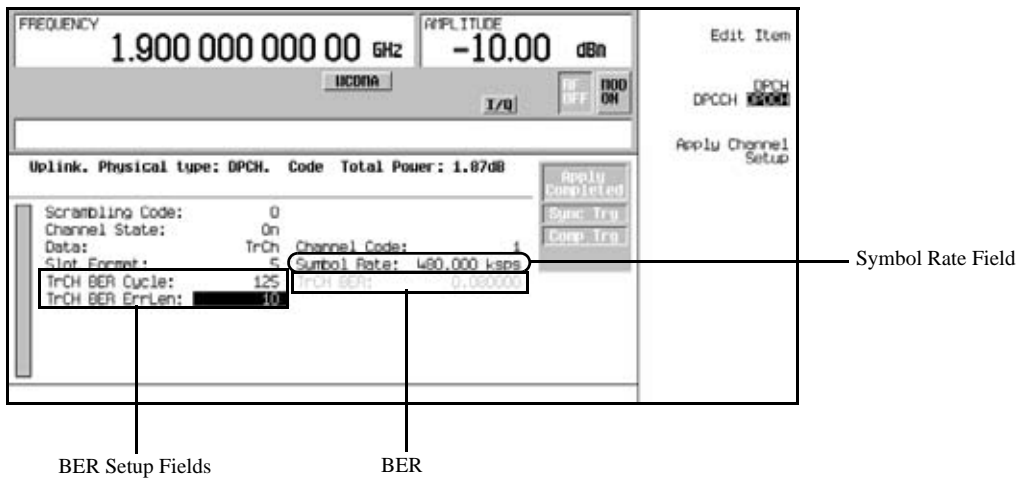 FREQUENCY
1.900 000 000 00 GHz
AMPLITUDE
-10.00 dBm
WCDMA
I/Q
RF OFF
MOD ON
Edit Item
DPCH
DPCCH DPDCH
Apply Channel Setup
Uplink. Physical type: DPCH. Code Total Power: 1.87dB
Apply Completed
Sync Trg
Comp Trg
Scrambling Code: 0
Channel State: On
Data: TrCh Channel Code: 1
Slot Format: 5 Symbol Rate: 480.000 ksps
TrCH BER Cycle: 125 TrCH BER: 0.080000
TrCH BER ErrLen: 10
Symbol Rate Field
BER Setup Fields
BER